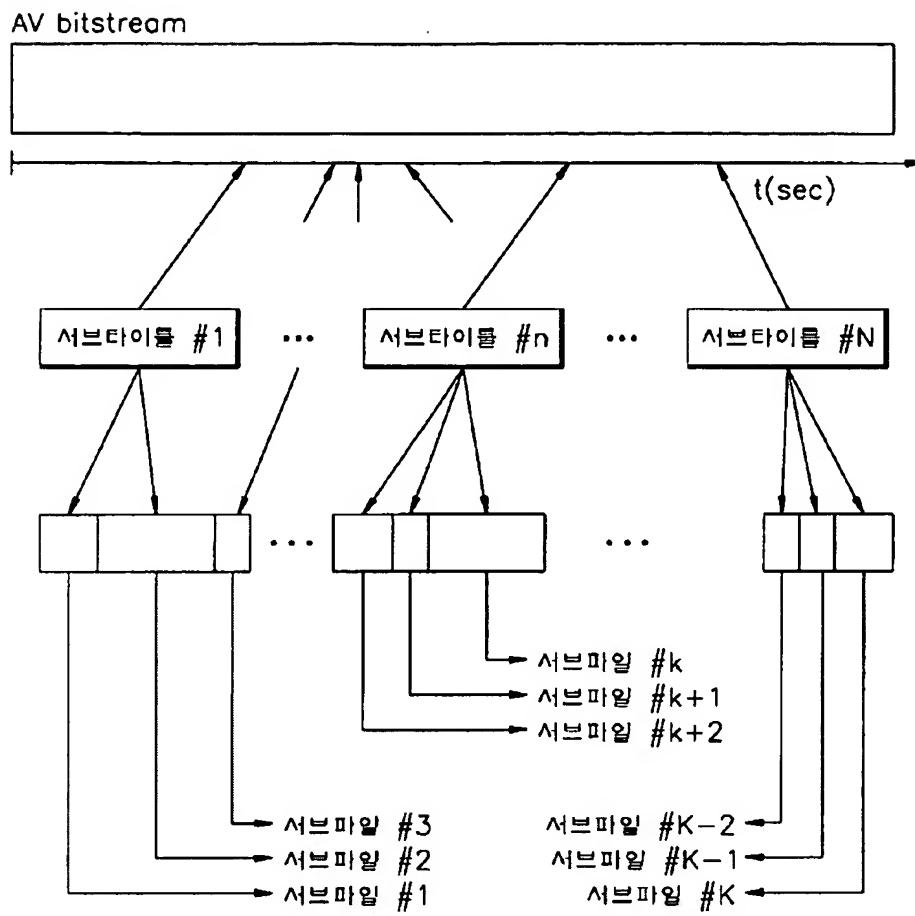 AV bitstream
t(sec)
서브타이틀 #1 ... 서브타이틀 #n ... 서브타이틀 #N
... ...
서브파일 #k
서브파일 #k+1
서브파일 #k+2
서브파일 #3 서브파일 #K-2
서브파일 #2 서브파일 #K-1
서브파일 #1 서브파일 #K